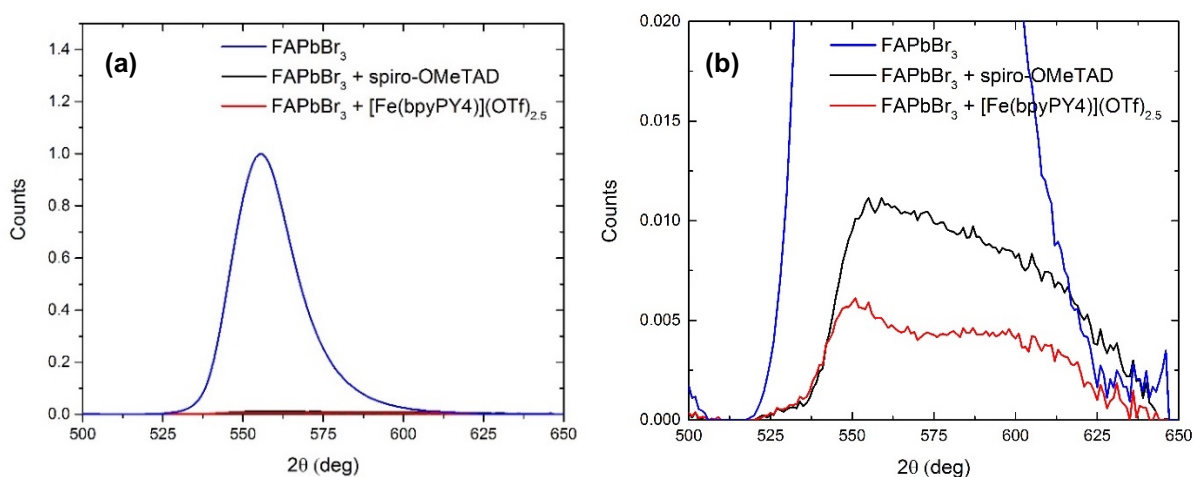 (a)
FAPbBr₃
FAPbBr₃ + spiro-OMeTAD
FAPbBr₃ + [Fe(bpyPY4)](OTf)₂.₅
Counts
1.4
1.2
1.0
0.8
0.6
0.4
0.2
0.0
500 525 550 575 600 625 650
2θ (deg)
(b)
FAPbBr₃
FAPbBr₃ + spiro-OMeTAD
FAPbBr₃ + [Fe(bpyPY4)](OTf)₂.₅
Counts
0.020
0.015
0.010
0.005
0.000
500 525 550 575 600 625 650
2θ (deg)